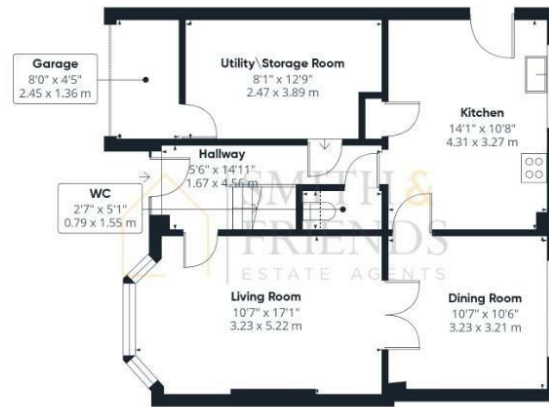 Garage
8'0" x 4'5"
2.45 x 1.36 m
Utility\Storage Room
8'1" x 12'9"
2.47 x 3.89 m
Kitchen
14'1" x 10'8"
4.31 x 3.27 m
Hallway
5'6" x 14'11"
1.67 x 4.56 m
WC
2'7" x 5'1"
0.79 x 1.55 m
SMITH &
FRIENDS
ESTATE AGENTS
Living Room
10'7" x 17'1"
3.23 x 5.22 m
Dining Room
10'7" x 10'6"
3.23 x 3.21 m